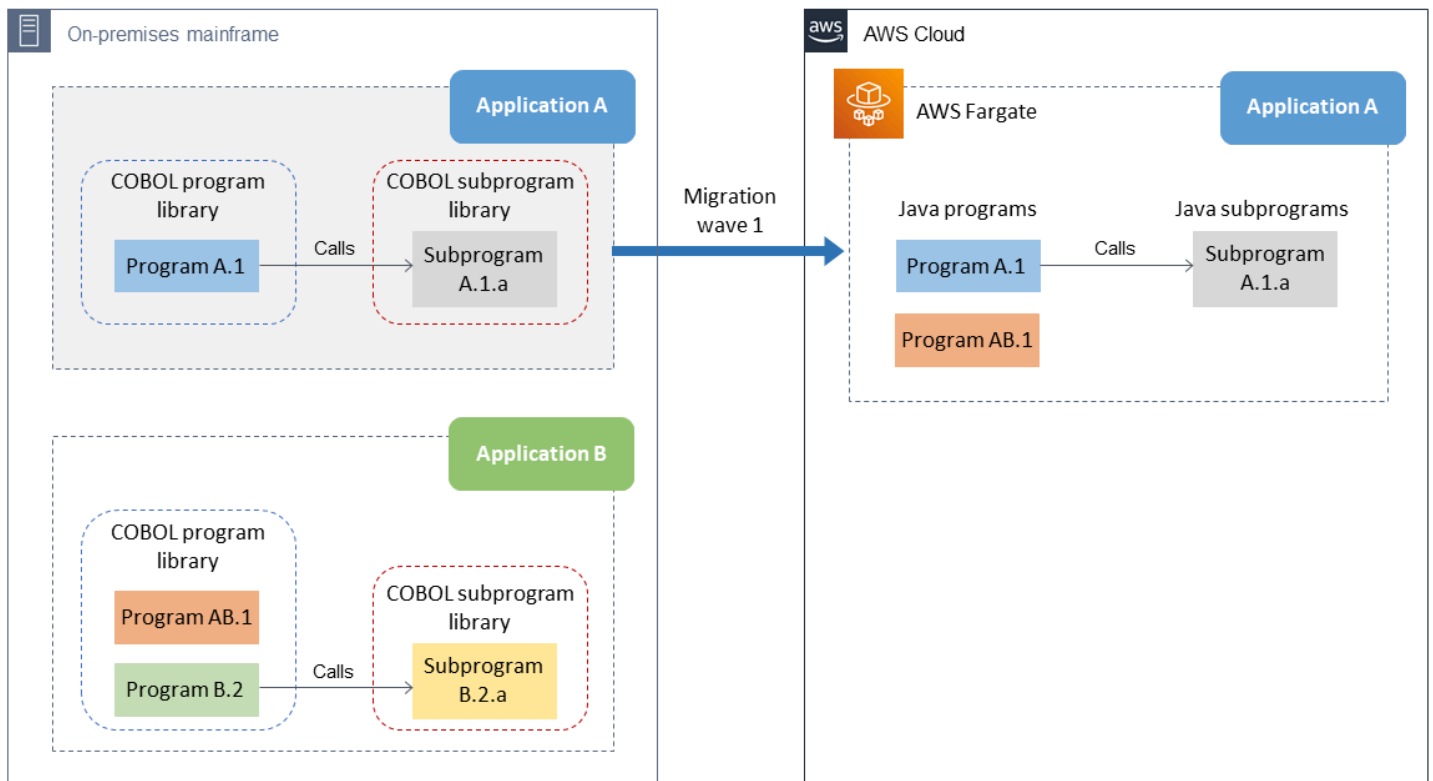 On-premises mainframe
Application A
COBOL program
library
Program A.1
Calls
COBOL subprogram
library
Subprogram
A.1.a
Application B
COBOL program
library
Program AB.1
Program B.2
Calls
COBOL subprogram
library
Subprogram
B.2.a
Migration
wave 1
aws
AWS Cloud
AWS Fargate
Application A
Java programs
Program A.1
Calls
Java subprograms
Subprogram
A.1.a
Program AB.1